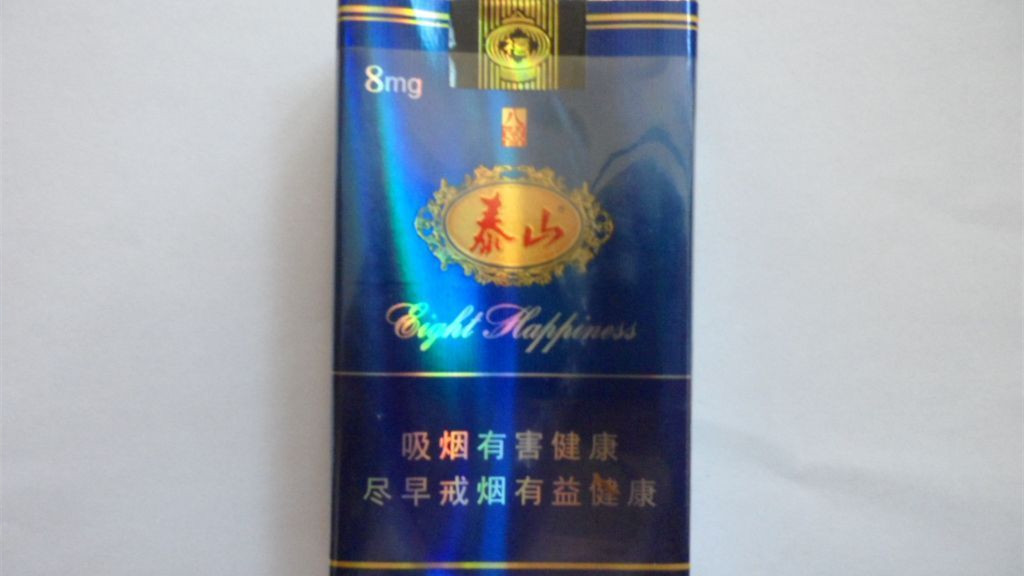 福
8mg
八喜
泰山®
Eight Happiness
吸烟有害健康
尽早戒烟有益健康